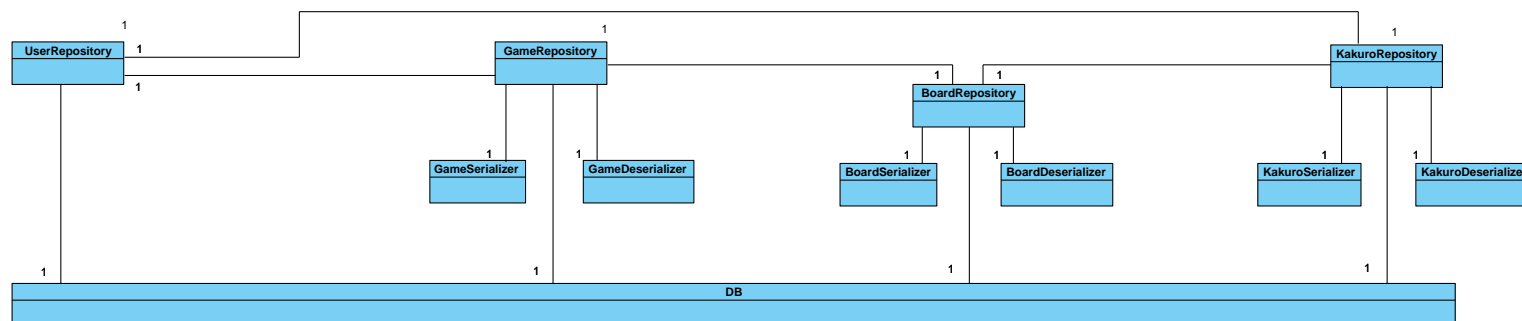 1
1
1
UserRepository
1
GameRepository
KakuroRepository
1
1
1
BoardRepository
1
1
1
1
1
1
GameSerializer
GameDeserializer
BoardSerializer
BoardDeserializer
KakuroSerializer
KakuroDeserialize
1
1
1
1
DB